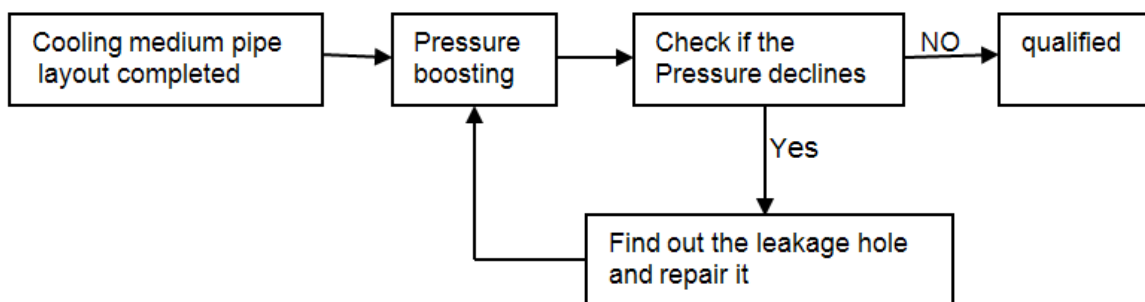 Cooling medium pipe
layout completed
Pressure
boosting
Check if the
Pressure declines
NO
qualified
Yes
Find out the leakage hole
and repair it